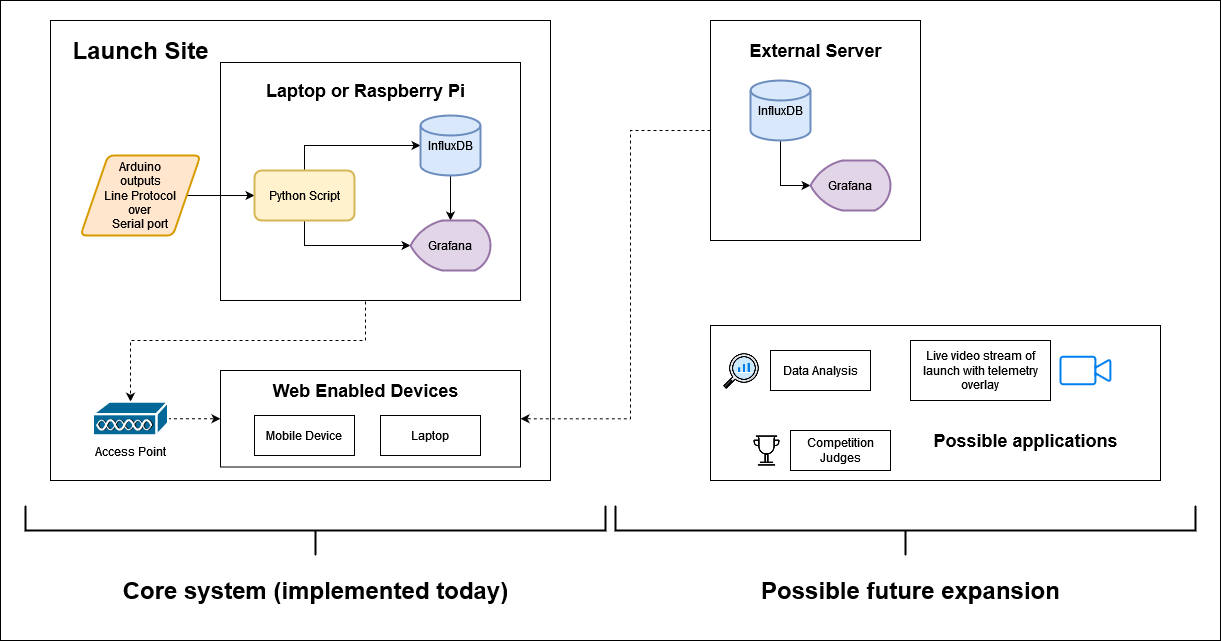 Launch Site
Laptop or Raspberry Pi
InfluxDB
Arduino
outputs
Line Protocol
over
Serial port
Python Script
Grafana
Access Point
Web Enabled Devices
Mobile Device
Laptop
External Server
InfluxDB
Grafana
Data Analysis
Live video stream of
launch with telemetry
overlay
Competition
Judges
Possible applications
Core system (implemented today)
Possible future expansion